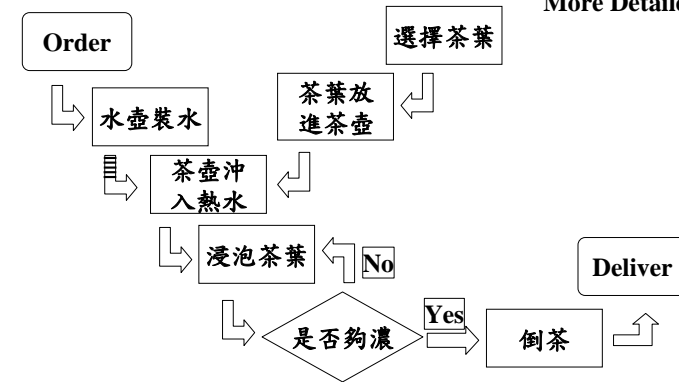 More Detaile
Order
選擇茶葉
水壺裝水
茶葉放
進茶壺
茶壺沖
入熱水
浸泡茶葉
No
Deliver
是否夠濃
Yes
倒茶